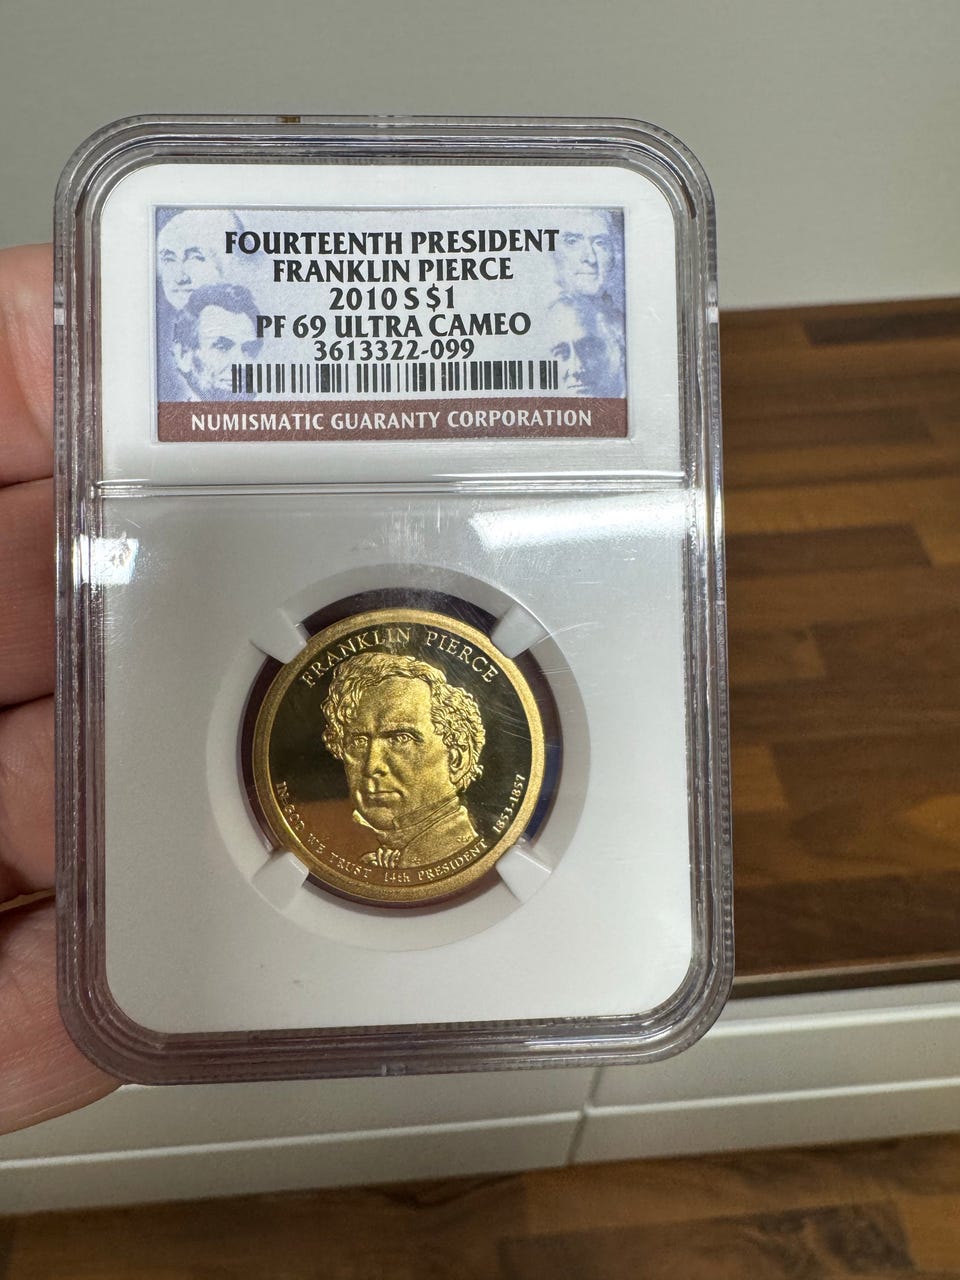 FOURTEENTH PRESIDENT
FRANKLIN PIERCE
2010 S $1
PF 69 ULTRA CAMEO
3613322-099
NUMISMATIC GUARANTY CORPORATION
FRANKLIN PIERCE
IN GOD WE TRUST 14th PRESIDENT 1853-1857